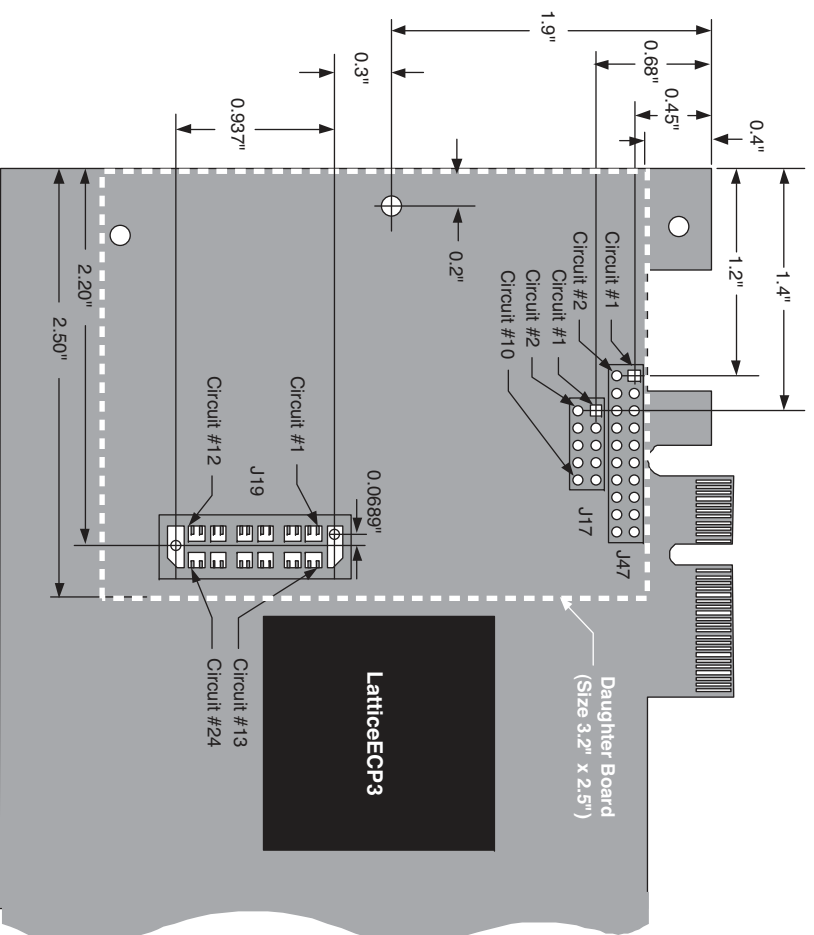 1.9"
0.68"
0.45"
0.4"
0.3"
0.937"
1.4"
1.2"
0.2"
2.20"
2.50"
Circuit #1
Circuit #2
Circuit #1
Circuit #2
Circuit #10
J47
J17
Circuit #1
Circuit #12
J19
0.0689"
Circuit #13
Circuit #24
Daughter Board
(Size 3.2" x 2.5")
LatticeECP3